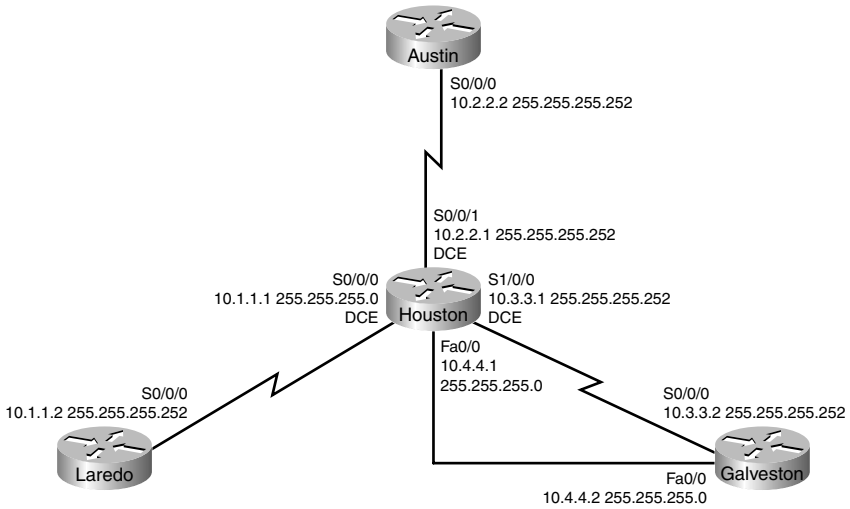 Austin
S0/0/0
10.2.2.2 255.255.255.252
S0/0/1
10.2.2.1 255.255.255.252
DCE
S0/0/0
10.1.1.1 255.255.255.0
DCE
Houston
S1/0/0
10.3.3.1 255.255.255.252
DCE
Fa0/0
10.4.4.1
255.255.255.0
S0/0/0
10.1.1.2 255.255.255.252
Laredo
S0/0/0
10.3.3.2 255.255.255.252
Galveston
Fa0/0
10.4.4.2 255.255.255.0